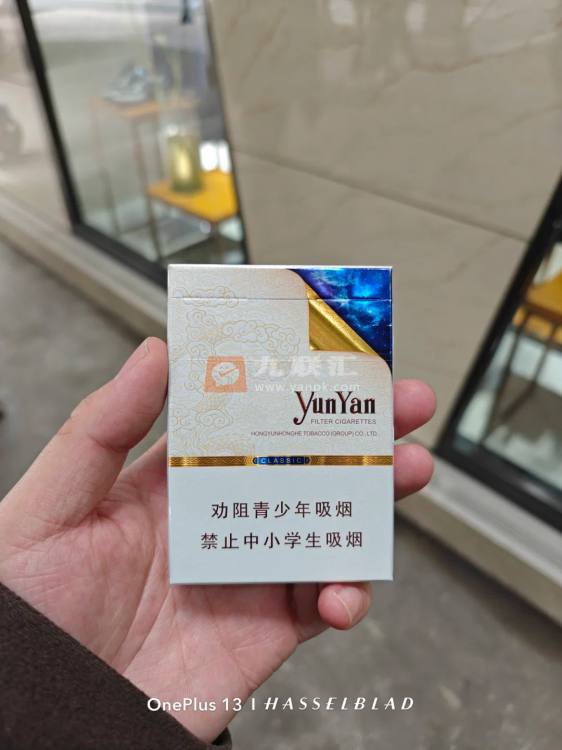 九联汇
www.yanpk.com
YunYan
FILTER CIGARETTES
HONGYUNHONGHE TOBACCO (GROUP) CO., LTD.
CLASSIC
劝阻青少年吸烟
禁止中小学生吸烟
OnePlus 13 | HASSELBLAD